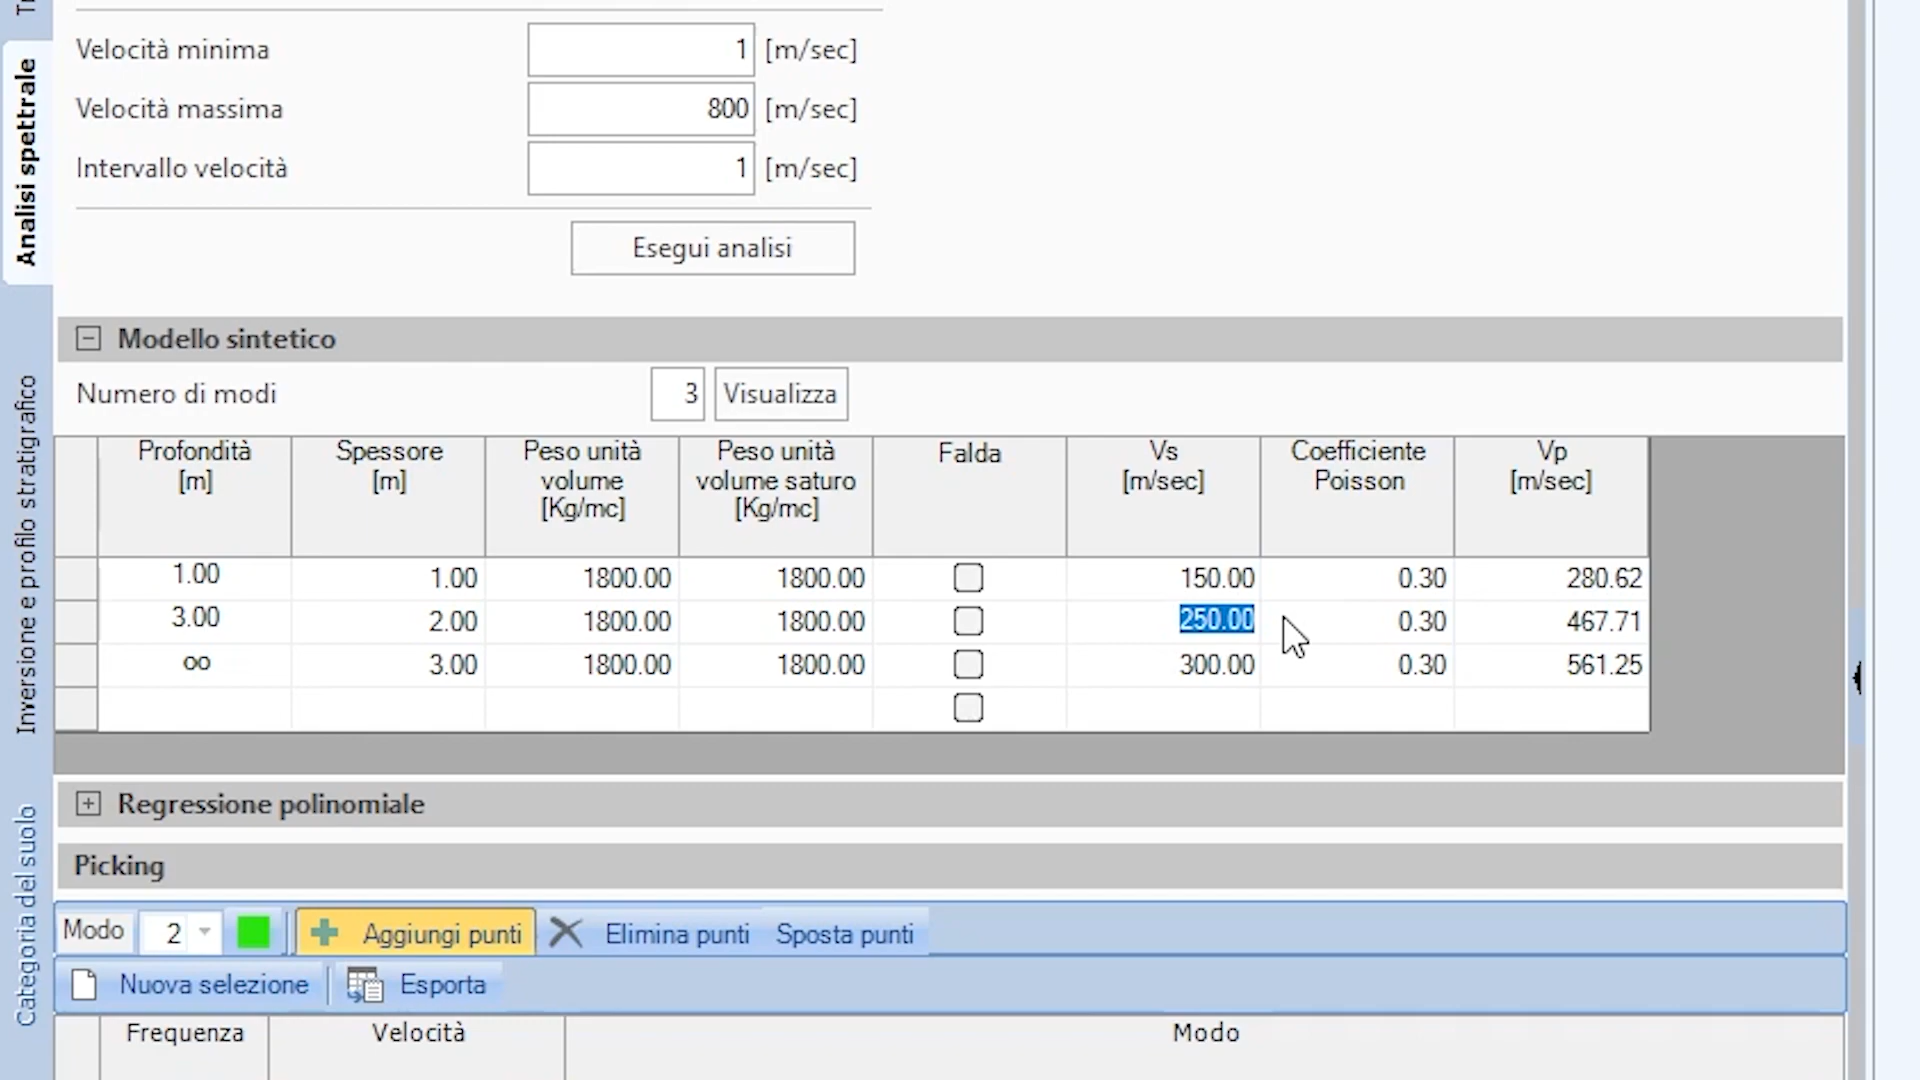 Velocità minima 1 [m/sec]
Velocità massima 800 [m/sec]
Intervallo velocità 1 [m/sec]
Esegui analisi
Modello sintetico
Numero di modi 3 Visualizza
Profondità [m] Spessore [m] Peso unità volume [Kg/mc] Peso unità volume saturo [Kg/mc] Falda Vs [m/sec] Coefficiente Poisson Vp [m/sec]
1.00 1.00 1800.00 1800.00 150.00 0.30 280.62
3.00 2.00 1800.00 1800.00 250.00 0.30 467.71
oo 3.00 1800.00 1800.00 300.00 0.30 561.25
Regressione polinomiale
Picking
Modo 2 Aggiungi punti Elimina punti Sposta punti
Nuova selezione Esporta
Frequenza Velocità Modo
Analisi spettrale
Inversione e profilo stratigrafico
Categoria del suolo